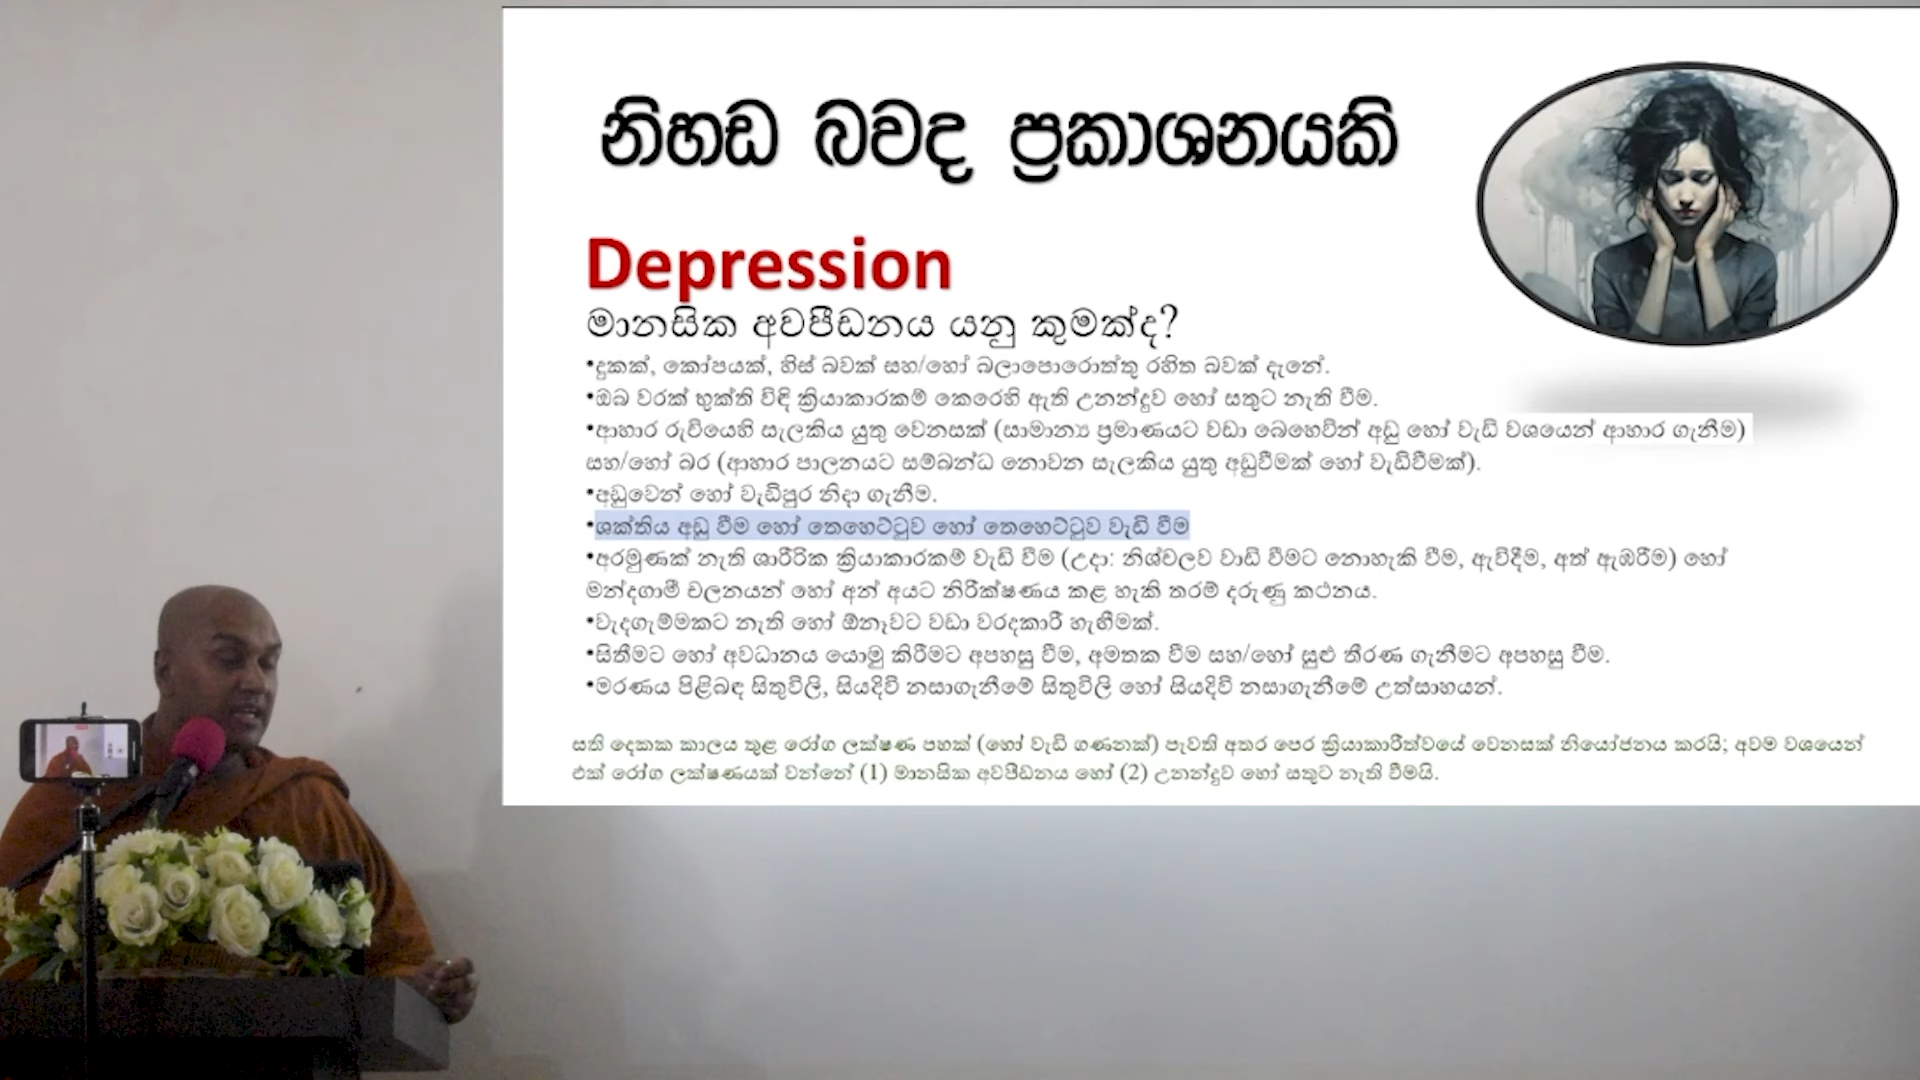 නිහඩ බවද ප්‍රකාශනයකි
Depression
මානසික අවපීඩනය යනු කුමක්ද?
•දුකක්, කෝපයක්, හිස් බවක් සහ/හෝ බලාපොරොත්තු රහිත බවක් දැනේ.
•ඔබ වරක් භුක්ති විඳි ක්‍රියාකාරකම් කෙරෙහි ඇති උනන්දුව හෝ සතුට නැති වීම.
•ආහාර රුචියෙහි සැලකිය යුතු වෙනසක් (සාමාන්‍ය ප්‍රමාණයට වඩා බෙහෙවින් අඩු හෝ වැඩි වශයෙන් ආහාර ගැනීම)
සහ/හෝ බර (ආහාර පාලනයට සම්බන්ධ නොවන සැලකිය යුතු අඩුවීමක් හෝ වැඩිවීමක්).
•අඩුවෙන් හෝ වැඩිපුර නිදා ගැනීම.
•ශක්තිය අඩු වීම හෝ තෙහෙට්ටුව හෝ තෙහෙට්ටුව වැඩි වීම
•අරමුණක් නැති ශාරීරික ක්‍රියාකාරකම් වැඩි වීම (උදා: නිශ්චලව වාඩි වීමට නොහැකි වීම, ඇවිදීම, අත් ඇඹරීම) හෝ
මන්දගාමී චලනයන් හෝ අන් අයට නිරීක්ෂණය කළ හැකි තරම් දරුණු කථනය.
•වැදගැම්මකට නැති හෝ ඕනෑවට වඩා වරදකාරී හැඟීමක්.
•සිතීමට හෝ අවධානය යොමු කිරීමට අපහසු වීම, අමතක වීම සහ/හෝ සුළු තීරණ ගැනීමට අපහසු වීම.
•මරණය පිළිබඳ සිතුවිලි, සියදිවි නසාගැනීමේ සිතුවිලි හෝ සියදිවි නසාගැනීමේ උත්සාහයන්.
සති දෙකක කාලය තුළ රෝග ලක්ෂණ පහක් (හෝ වැඩි ගණනක්) පැවති අතර පෙර ක්‍රියාකාරීත්වයේ වෙනසක් නියෝජනය කරයි; අවම වශයෙන්
එක් රෝග ලක්ෂණයක් වන්නේ (1) මානසික අවපීඩනය හෝ (2) උනන්දුව හෝ සතුට නැති වීමයි.